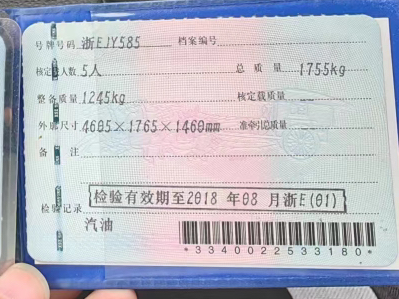 号牌号码 浙EJY585 档案编号
核定载人数 5人 总质量 1755kg
整备质量 1245kg 核定载质量 --
外廓尺寸 4605×1765×1460mm 准牵引总质量 --
备注
检验记录 检验有效期至2018年08月浙E(01)
汽油
*3340022533180*